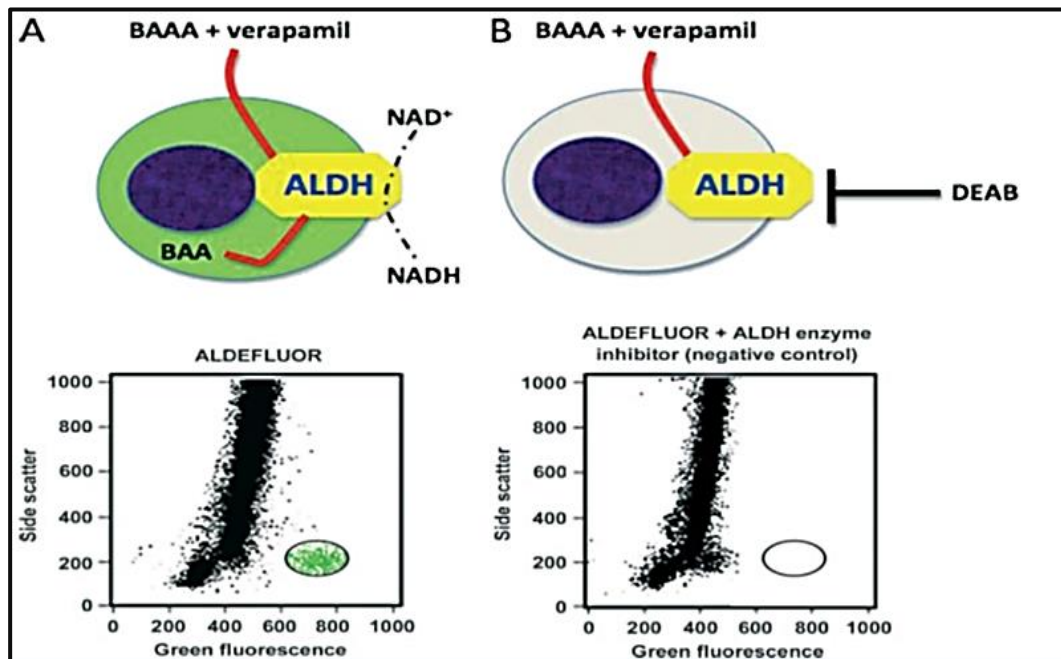 A
BAAA + verapamil
NAD⁺
ALDH
BAA
NADH
ALDEFLUOR
1000
800
600
400
200
0
Side scatter
0 200 400 600 800 1000
Green fluorescence
B
BAAA + verapamil
ALDH
DEAB
ALDEFLUOR + ALDH enzyme
inhibitor (negative control)
1000
800
600
400
200
0
Side scatter
0 200 400 600 800 1000
Green fluorescence